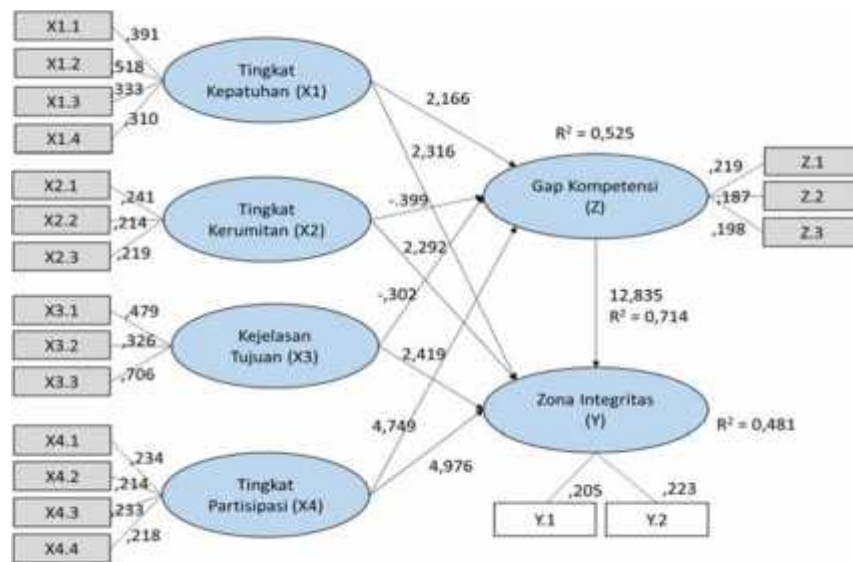 X1.1
X1.2
X1.3
X1.4
,391
,518
,333
,310
Tingkat
Kepatuhan (X1)
2,166
2,316
X2.1
X2.2
X2.3
,241
,214
,219
Tingkat
Kerumitan (X2)
-.399
2,292
X3.1
X3.2
X3.3
,479
,326
,706
Kejelasan
Tujuan (X3)
-,302
2,419
X4.1
X4.2
X4.3
X4.4
,234
,214
,233
,218
Tingkat
Partisipasi (X4)
4,749
4,976
R² = 0,525
Gap Kompetensi
(Z)
,219
,187
,198
Z.1
Z.2
Z.3
12,835
R² = 0,714
Zona Integritas
(Y)
R² = 0,481
,205
,223
Y.1
Y.2